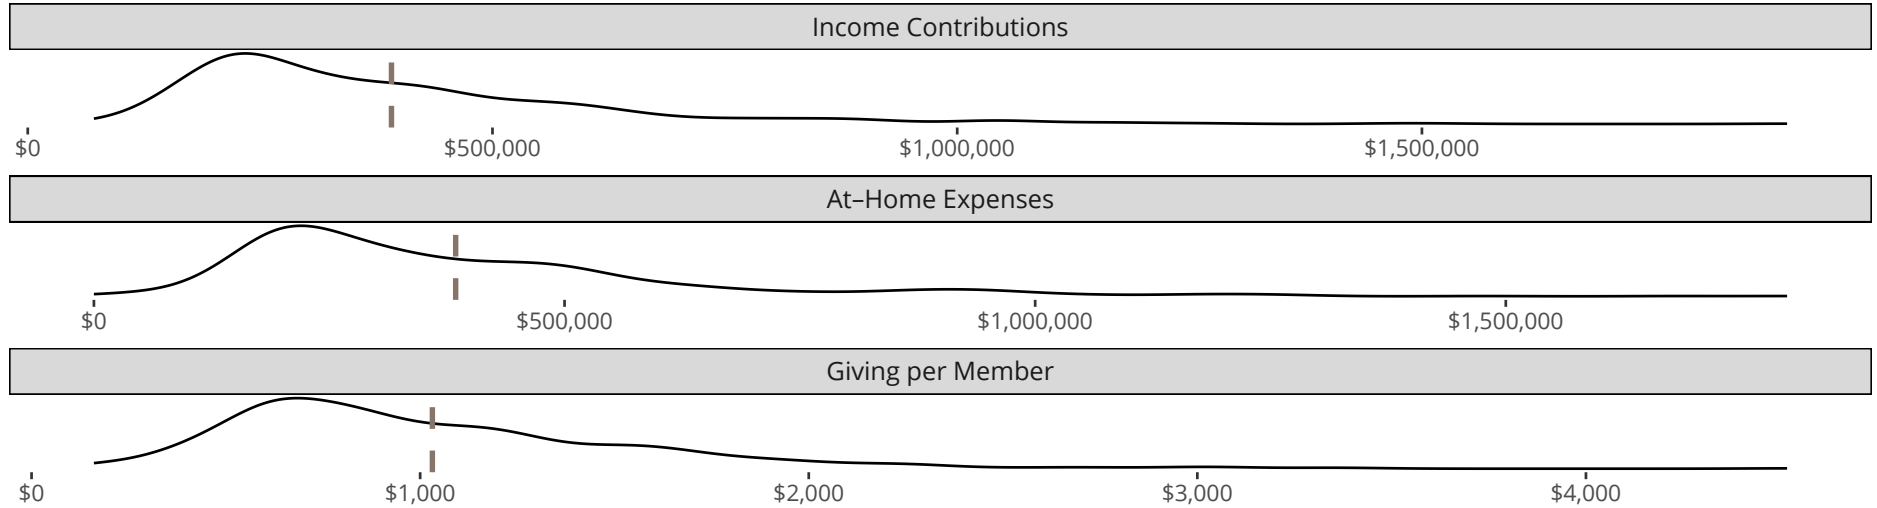 Income Contributions
$0 $500,000 $1,000,000 $1,500,000
At–Home Expenses
$0 $500,000 $1,000,000 $1,500,000
Giving per Member
$0 $1,000 $2,000 $3,000 $4,000